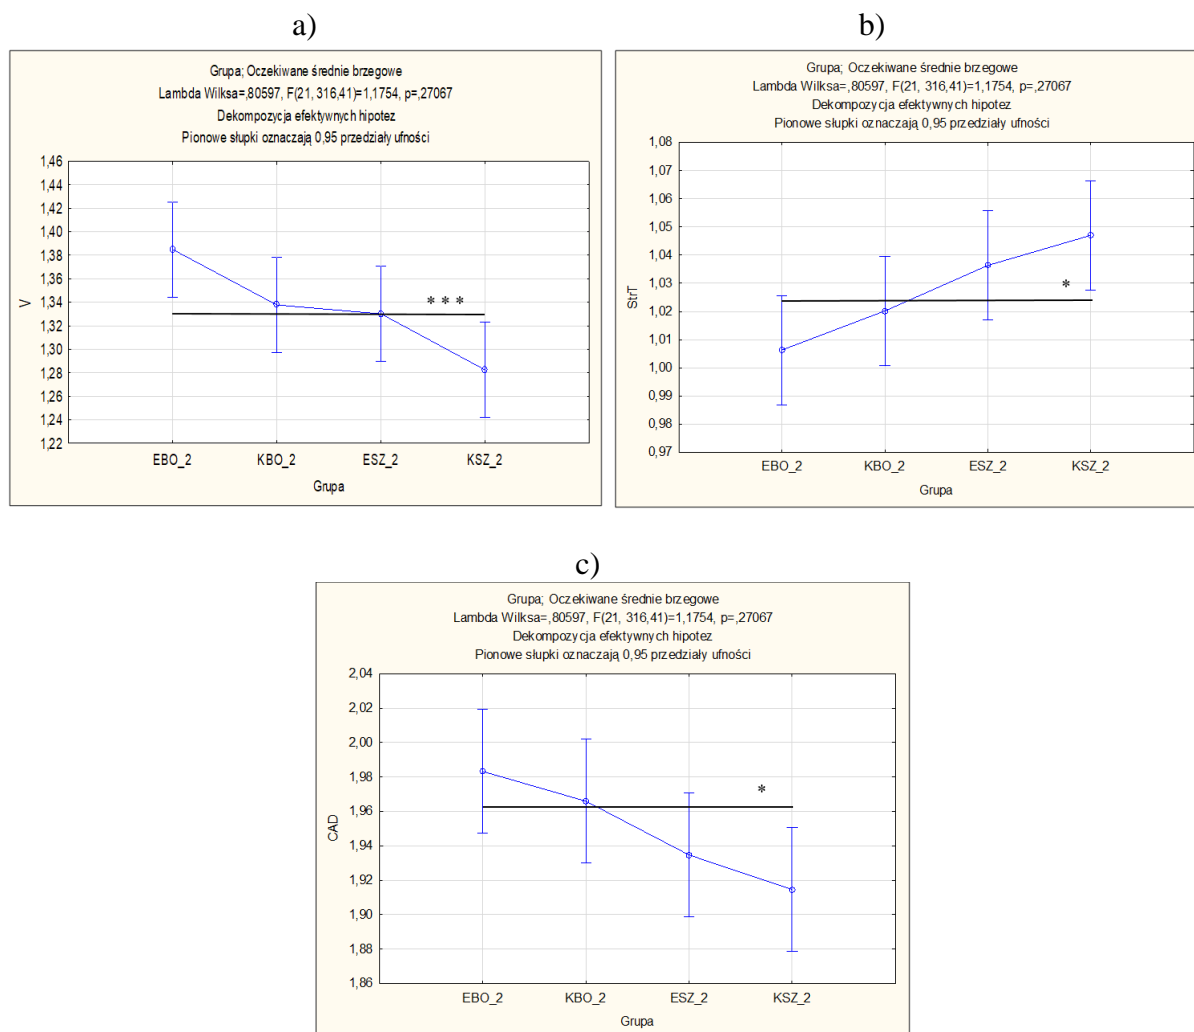 a)
Grupa; Oczekiwane średnie brzegowe
Lambda Wilksa=,80597, F(21, 316,41)=1,1754, p=,27067
Dekompozycja efektywnych hipotez
Pionowe słupki oznaczają 0,95 przedziały ufności
1,46
1,44
1,42
1,40
1,38
1,36
1,34
1,32
1,30
1,28
1,26
1,24
1,22
V
* * *
EBO_2 KBO_2 ESZ_2 KSZ_2
Grupa
b)
Grupa; Oczekiwane średnie brzegowe
Lambda Wilksa=,80597, F(21, 316,41)=1,1754, p=,27067
Dekompozycja efektywnych hipotez
Pionowe słupki oznaczają 0,95 przedziały ufności
1,08
1,07
1,06
1,05
1,04
1,03
1,02
1,01
1,00
0,99
0,98
0,97
StrT
*
EBO_2 KBO_2 ESZ_2 KSZ_2
Grupa
c)
Grupa; Oczekiwane średnie brzegowe
Lambda Wilksa=,80597, F(21, 316,41)=1,1754, p=,27067
Dekompozycja efektywnych hipotez
Pionowe słupki oznaczają 0,95 przedziały ufności
2,04
2,02
2,00
1,98
1,96
1,94
1,92
1,90
1,88
1,86
CAD
*
EBO_2 KBO_2 ESZ_2 KSZ_2
Grupa